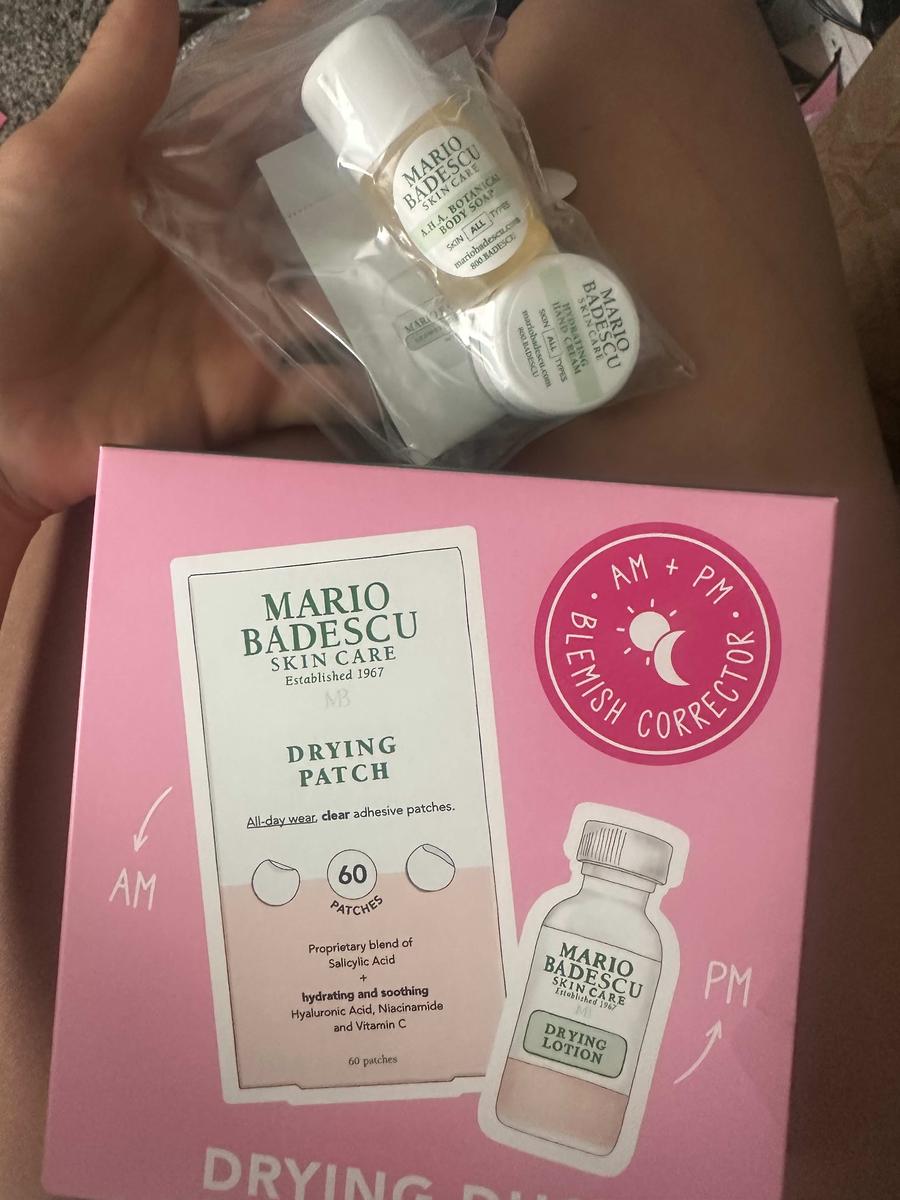 MARIO
BADESCU
SKIN CARE
A.H.A. BOTANICAL
BODY SOAP
SKIN ALL TYPES
mariobadescu.com
800.BADESCU
MARIO
BADESCU
SKIN CARE
HYDRATING
HAND CREAM
SKIN ALL TYPES
mariobadescu.com
800.BADESCU
AM + PM
BLEMISH CORRECTOR
MARIO
BADESCU
SKIN CARE
Established 1967
MB
DRYING
PATCH
All-day wear, clear adhesive patches.
60
PATCHES
Proprietary blend of
Salicylic Acid
+
hydrating and soothing
Hyaluronic Acid, Niacinamide
and Vitamin C
60 patches
AM
MARIO
BADESCU
SKIN CARE
Established 1967
MB
DRYING
LOTION
PM
DRYING